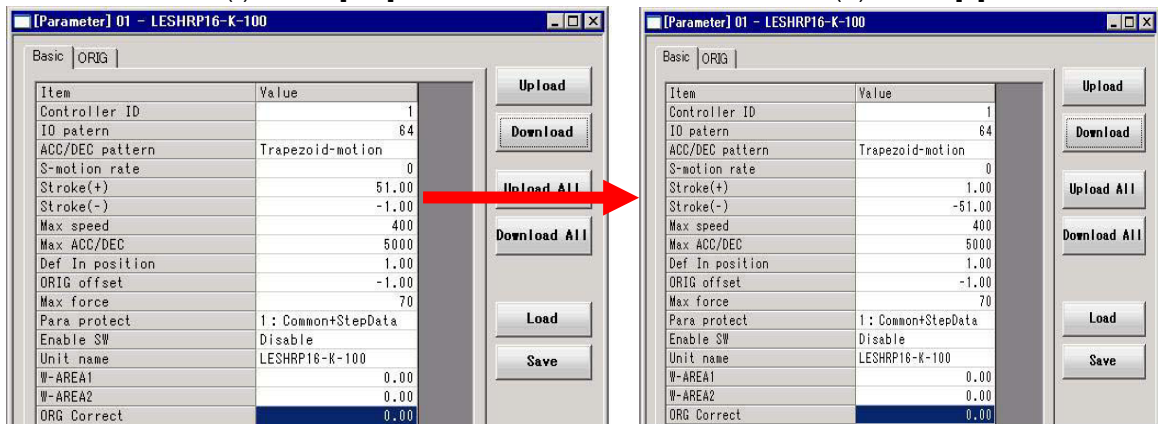 [Parameter] 01 - LESHRP16-K-100
Basic ORIG
Item Value
Controller ID 1
IO patern 64
ACC/DEC pattern Trapezoid-motion
S-motion rate 0
Stroke(+) 51.00
Stroke(-) -1.00
Max speed 400
Max ACC/DEC 5000
Def In position 1.00
ORIG offset -1.00
Max force 70
Para protect 1 : Common+StepData
Enable SW Disable
Unit name LESHRP16-K-100
W-AREA1 0.00
W-AREA2 0.00
ORG Correct 0.00
Upload
Download
Upload All
Download All
Load
Save
[Parameter] 01 - LESHRP16-K-100
Basic ORIG
Item Value
Controller ID 1
IO patern 64
ACC/DEC pattern Trapezoid-motion
S-motion rate 0
Stroke(+) 1.00
Stroke(-) -51.00
Max speed 400
Max ACC/DEC 5000
Def In position 1.00
ORIG offset -1.00
Max force 70
Para protect 1 : Common+StepData
Enable SW Disable
Unit name LESHRP16-K-100
W-AREA1 0.00
W-AREA2 0.00
ORG Correct 0.00
Upload
Download
Upload All
Download All
Load
Save